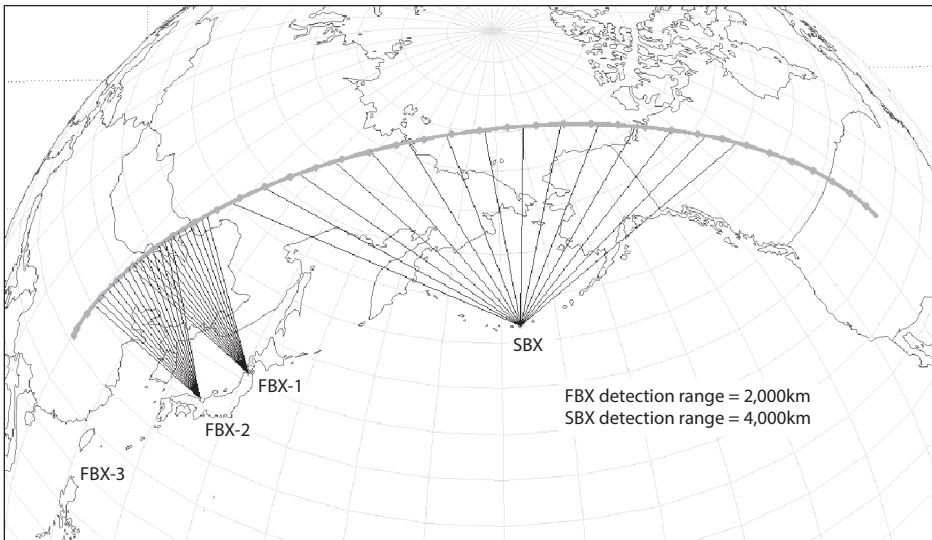 SBX
FBX-1
FBX detection range = 2,000km
SBX detection range = 4,000km
FBX-2
FBX-3